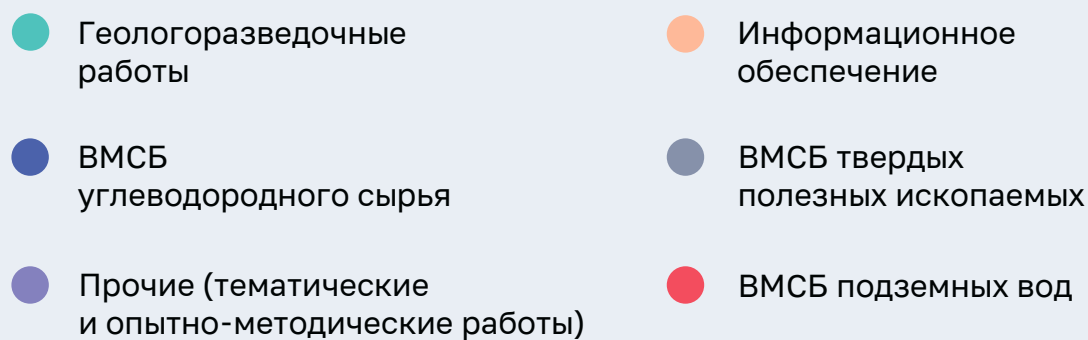 Геологоразведочные
работы
Информационное
обеспечение
ВМСБ
углеводородного сырья
ВМСБ твердых
полезных ископаемых
Прочие (тематические
и опытно-методические работы)
ВМСБ подземных вод